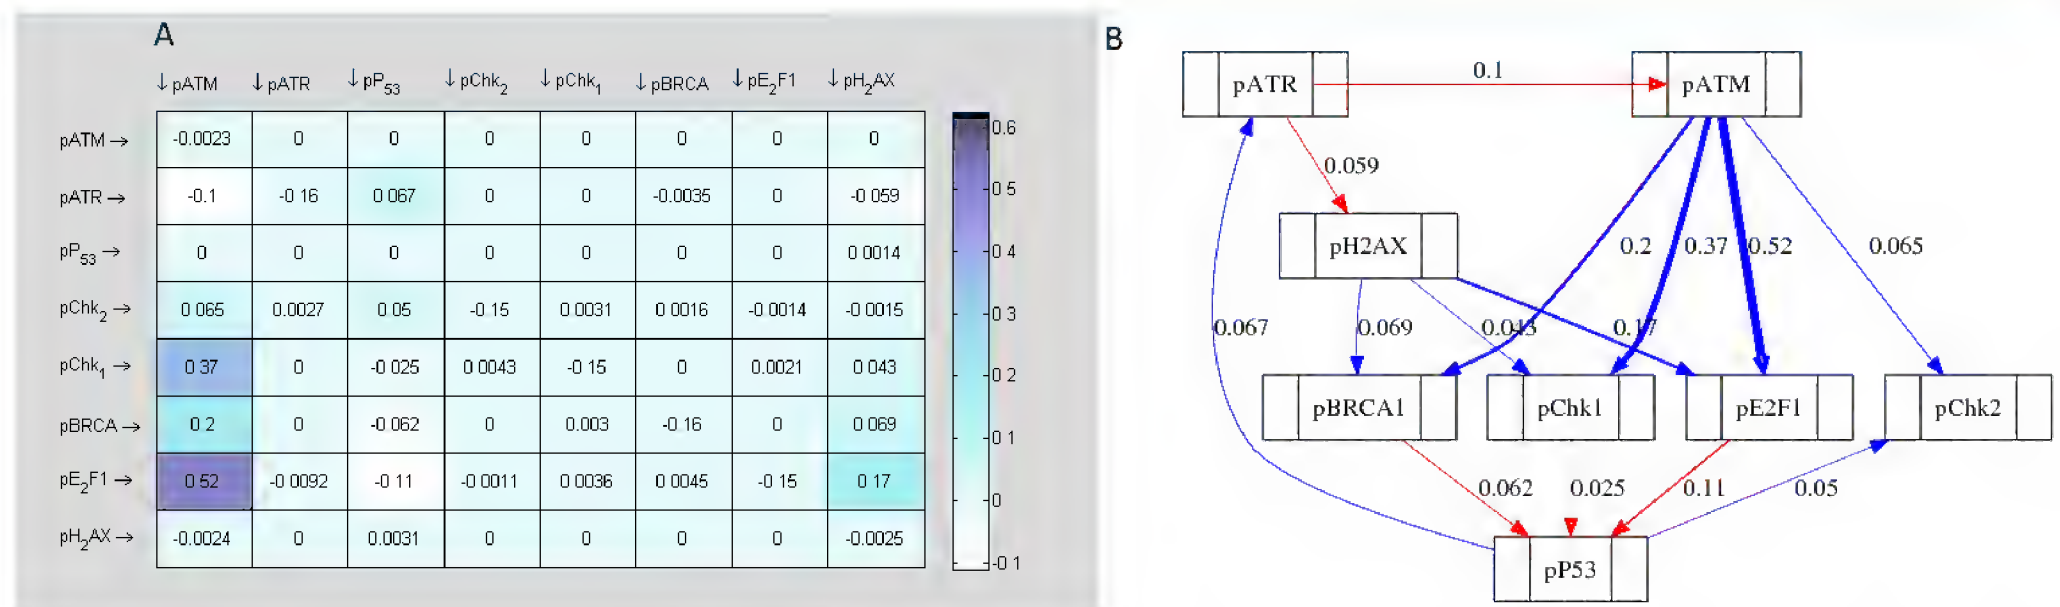 A
↓ pATM ↓ pATR ↓ pP53 ↓ pChk2 ↓ pChk1 ↓ pBRCA ↓ pE2F1 ↓ pH2AX
pATM → -0.0023 0 0 0 0 0 0 0
pATR → -0.1 -0 16 0 067 0 0 -0.0035 0 -0 059
pP53 → 0 0 0 0 0 0 0 0 0014
pChk2 → 0 065 0.0027 0.05 -0.15 0.0031 0 0016 -0.0014 -0.0015
pChk1 → 0 37 0 -0 025 0 0043 -0 15 0 0.0021 0 043
pBRCA → 0 2 0 -0.062 0 0.003 -0.16 0 0 069
pE2F1 → 0 52 -0 0092 -0 11 -0 0011 0 0036 0 0045 -0 15 0 17
pH2AX → -0.0024 0 0.0031 0 0 0 0 -0.0025
0.6
0 5
0 4
0.3
0 2
0 1
0
-0 1
B
pATR 0.1 pATM
0.059
pH2AX 0.2 0.37 0.52 0.065
0.067 0.069 0.043 0.17
pBRCA1 pChk1 pE2F1 pChk2
0.062 0.025 0.11 0.05
pP53